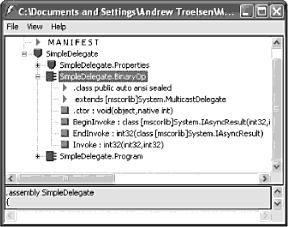 C:\Documents and Settings\Andrew Troelsen\W...
File View Help
MANIFEST
SimpleDelegate
SimpleDelegate.Properties
SimpleDelegate.BinaryOp
.class public auto ansi sealed
extends [mscorlib]System.MulticastDelegate
.ctor : void(object,native int)
BeginInvoke : class [mscorlib]System.IAsyncResult(int32,i
EndInvoke : int32(class [mscorlib]System.IAsyncResult)
Invoke : int32(int32,int32)
SimpleDelegate.Program
.assembly SimpleDelegate
{